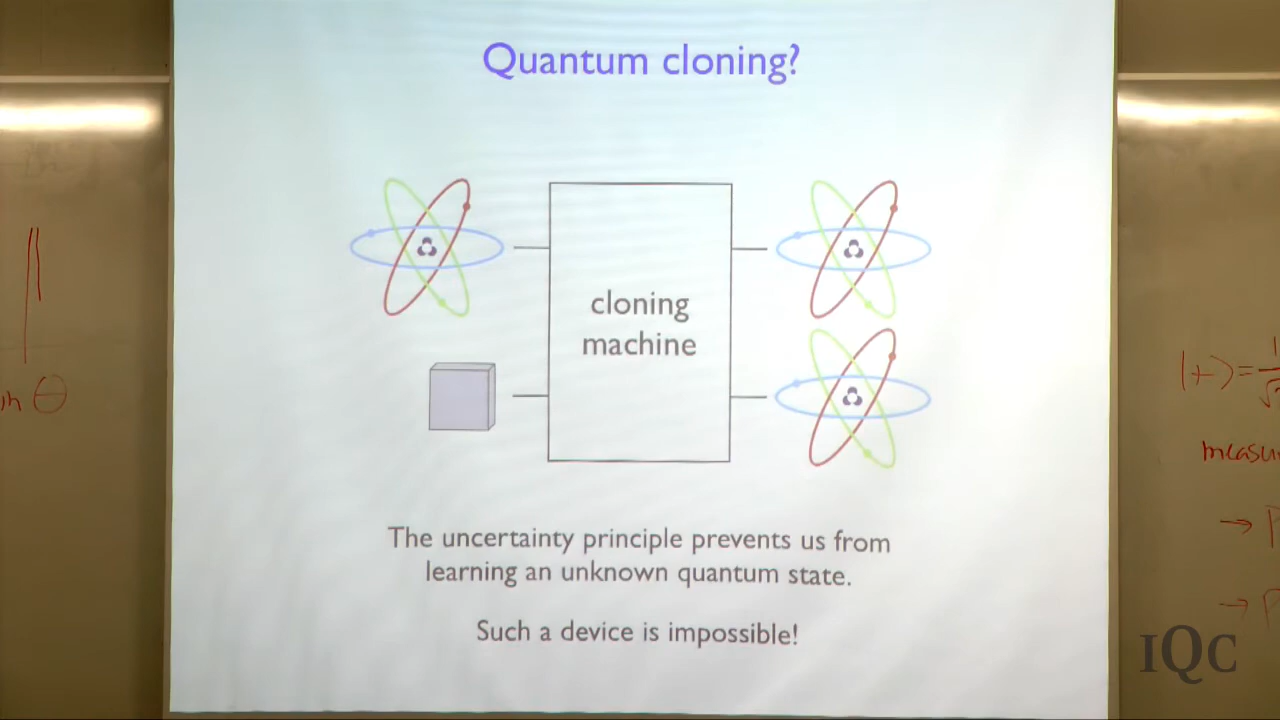 Quantum cloning?
cloning
machine
The uncertainty principle prevents us from
learning an unknown quantum state.
Such a device is impossible!
θ
|+⟩=
→
→
IQC